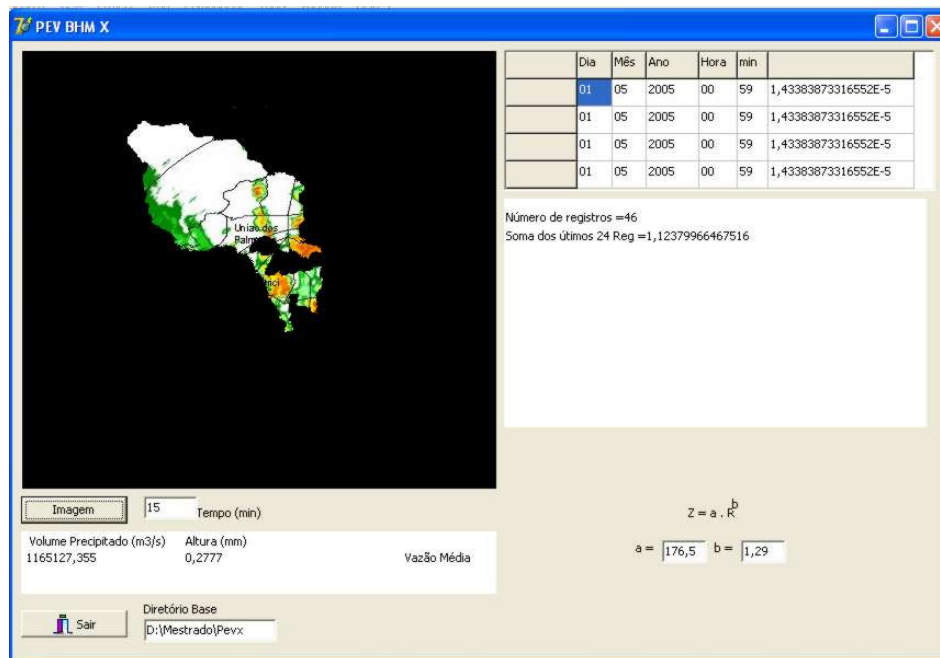 PEV BHM X
Dia Mês Ano Hora min
01 05 2005 00 59 1,43383873316552E-5
01 05 2005 00 59 1,43383873316552E-5
01 05 2005 00 59 1,43383873316552E-5
01 05 2005 00 59 1,43383873316552E-5
Número de registros =46
Soma dos útimos 24 Reg =1,12379966467516
União dos
Palm
Imagem 15 Tempo (min)
Z = a . R b
Volume Precipitado (m3/s) Altura (mm)
1165127,355 0,2777 Vazão Média
a = 176,5 b = 1,29
Diretório Base
Sair D:\Mestrado\Pevx